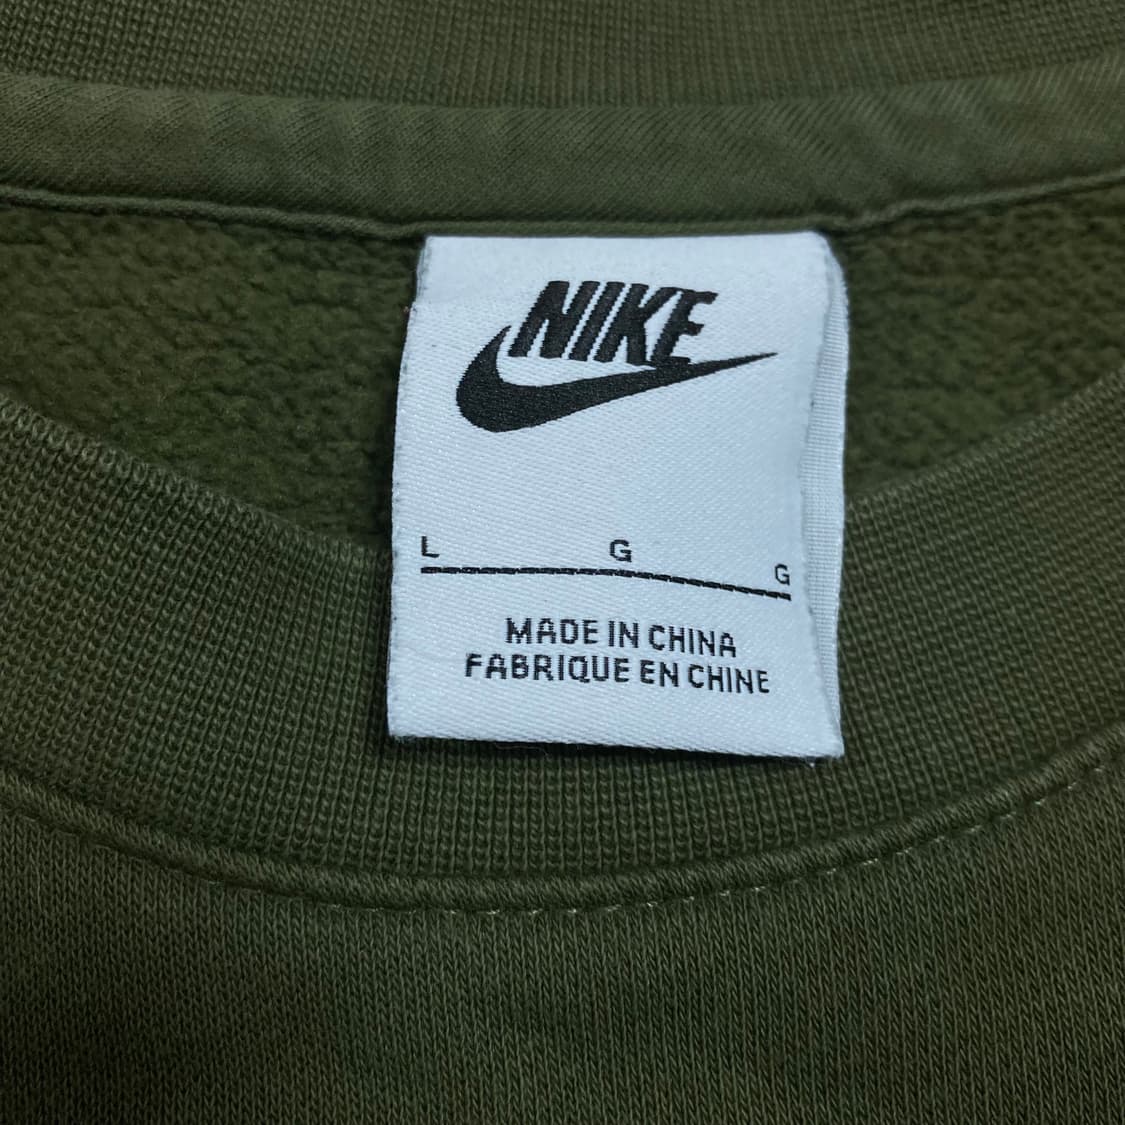 NIKE
L G G
MADE IN CHINA
FABRIQUE EN CHINE